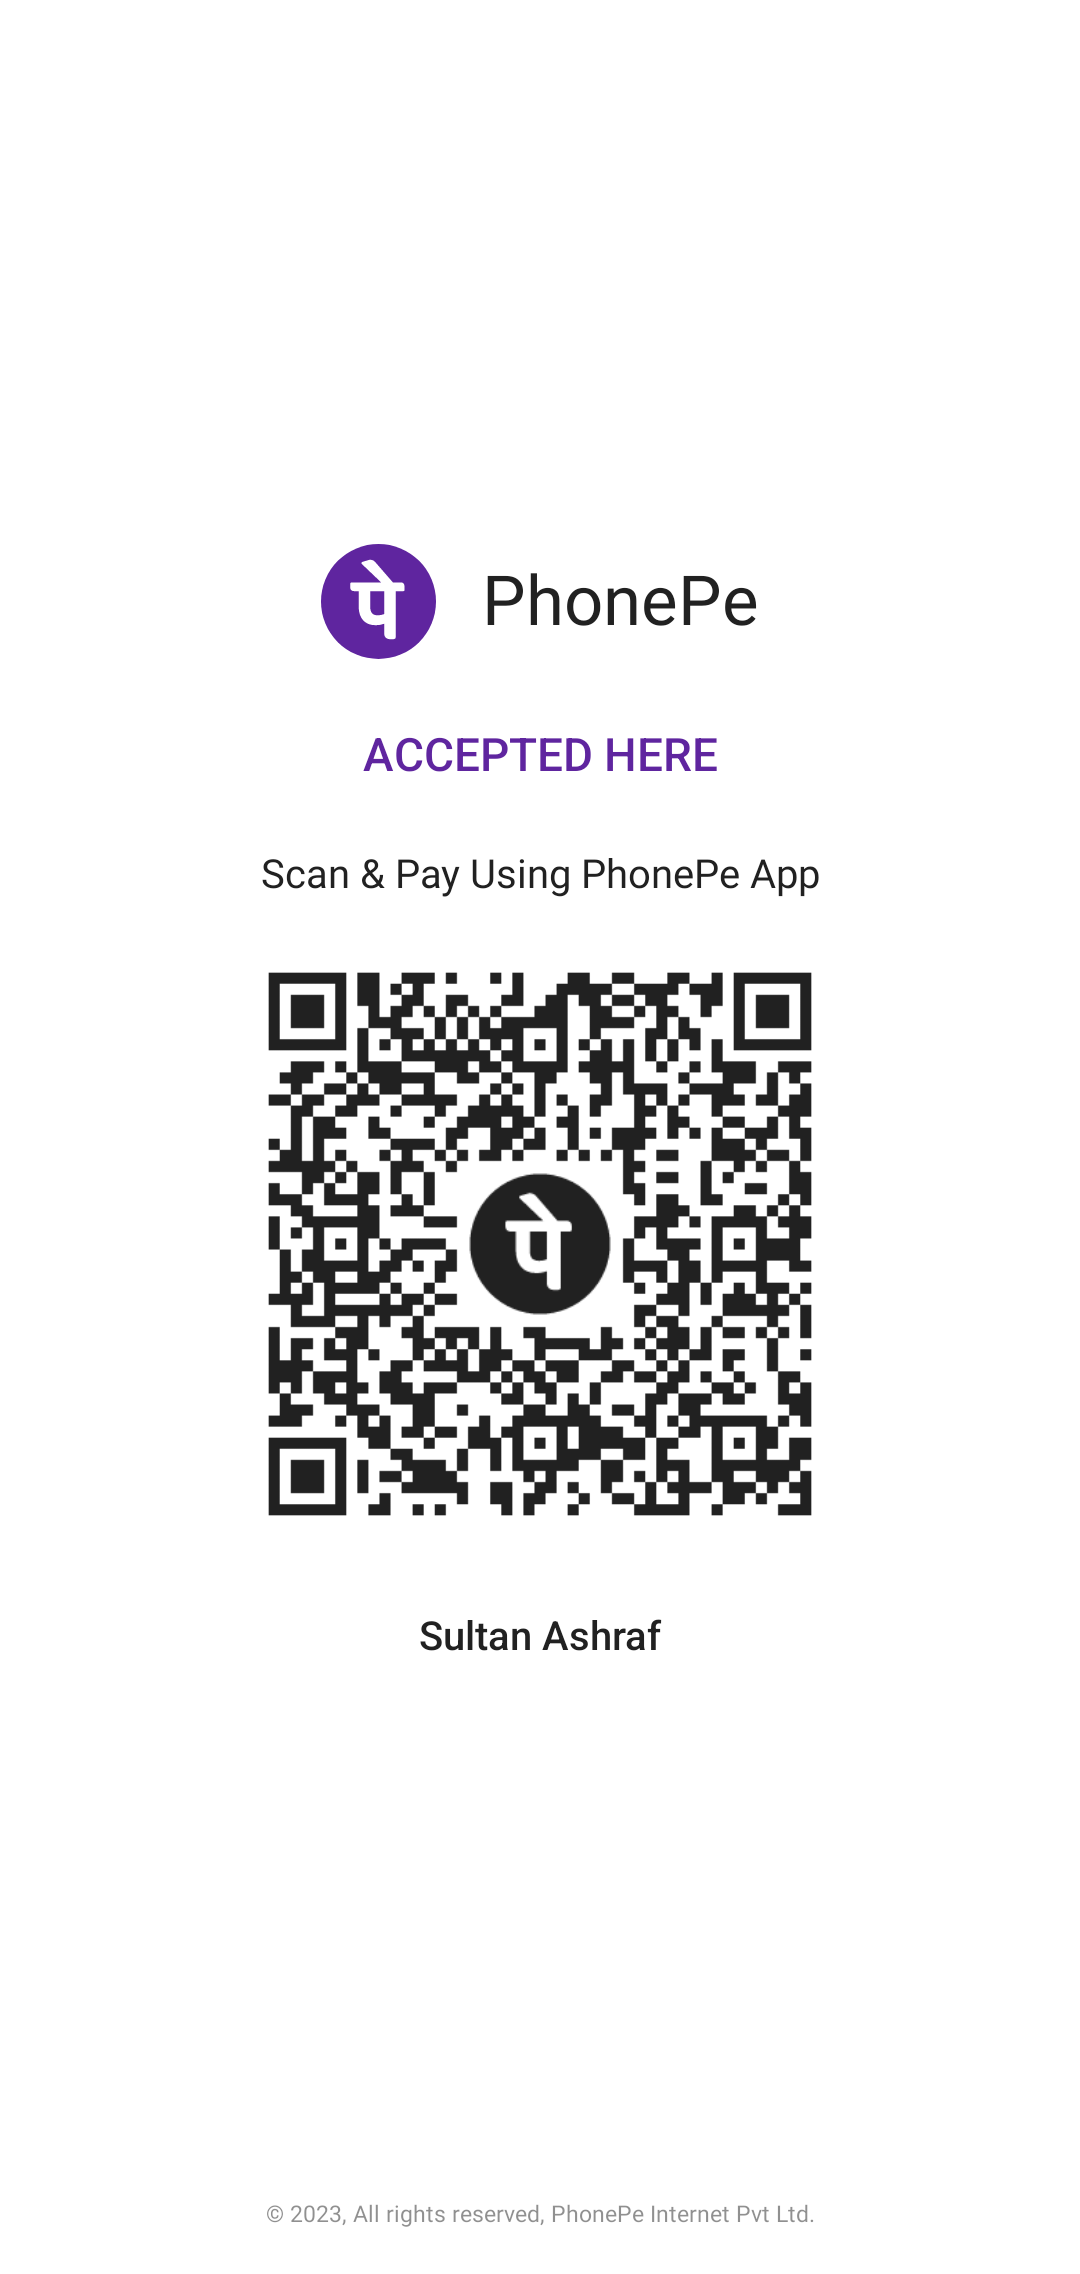 पे PhonePe
ACCEPTED HERE
Scan & Pay Using PhonePe App
पे
Sultan Ashraf
© 2023, All rights reserved, PhonePe Internet Pvt Ltd.